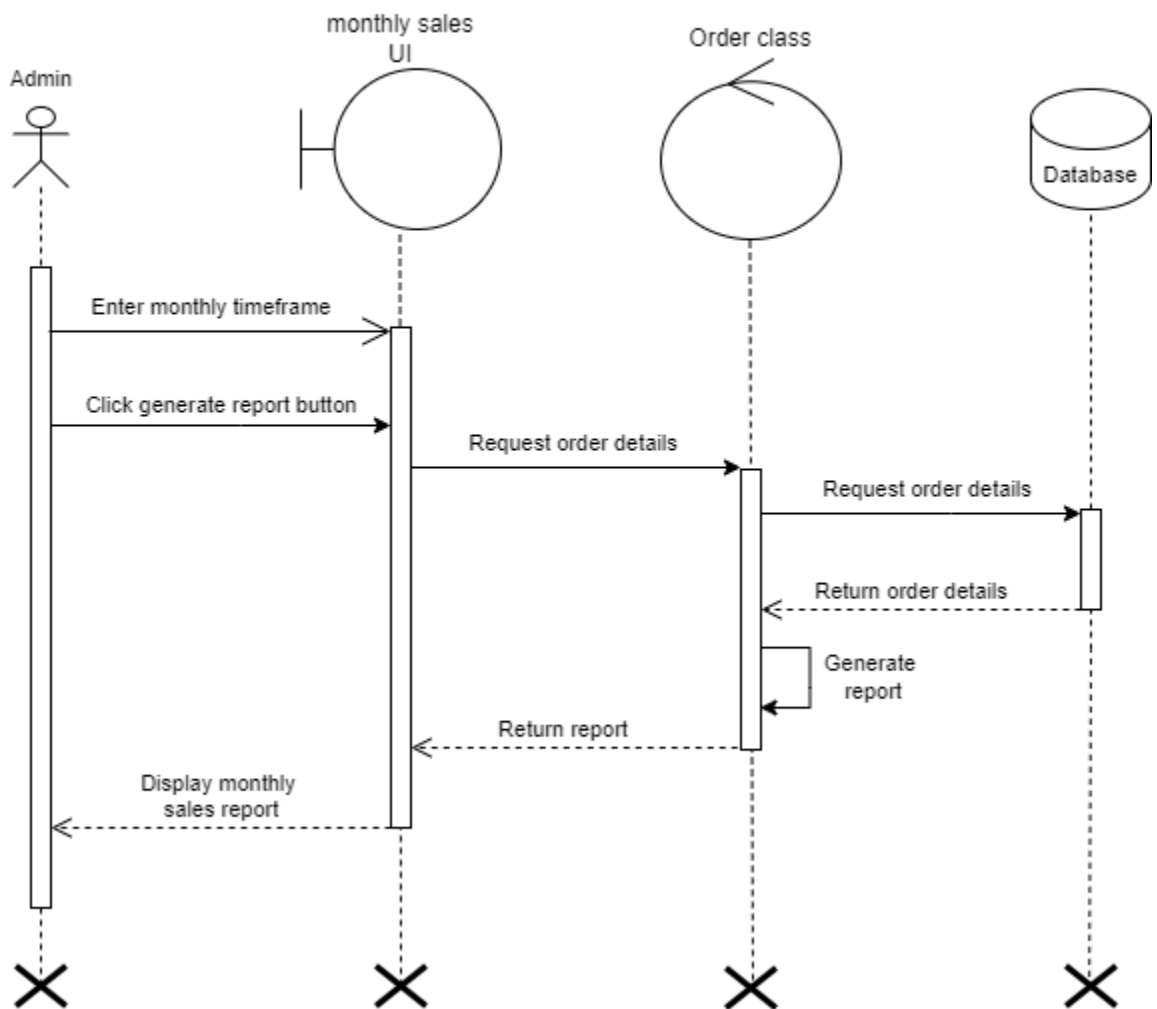 monthly sales
UI
Order class
Admin
Database
Enter monthly timeframe
Click generate report button
Request order details
Request order details
Return order details
Generate
report
Return report
Display monthly
sales report